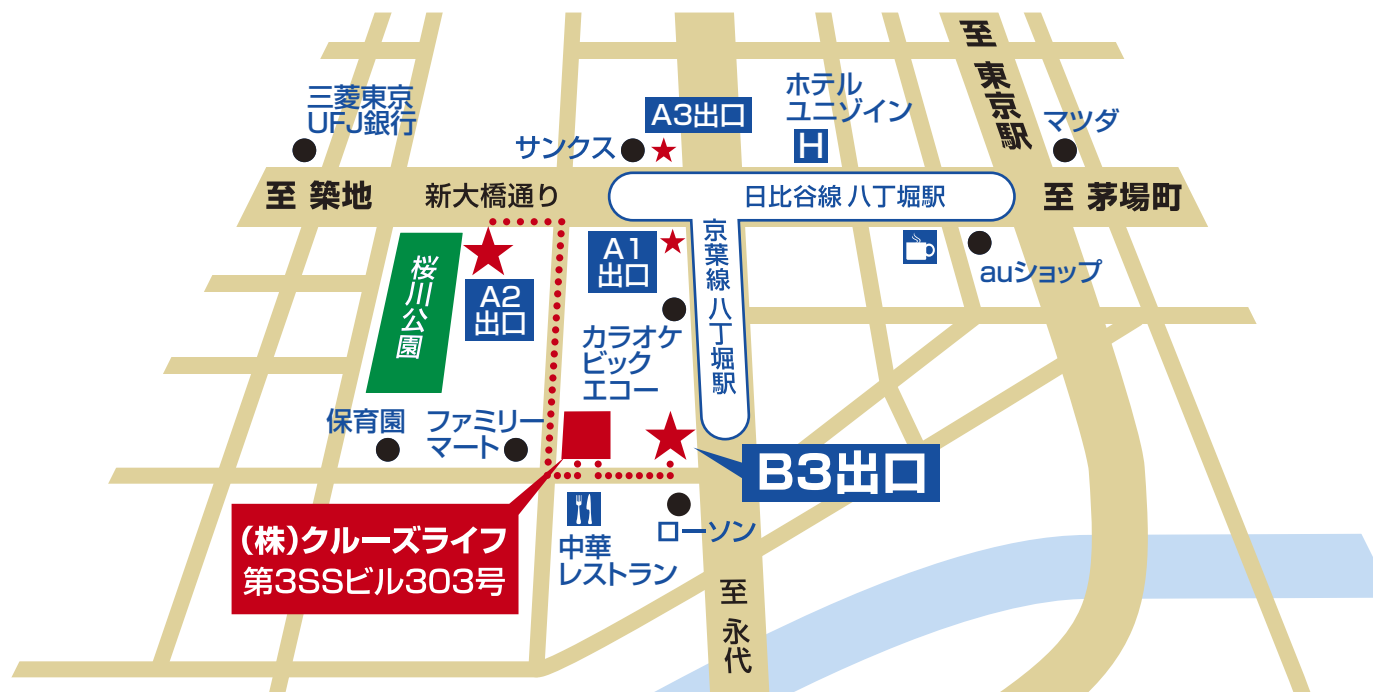 至 東京駅
三菱東京
UFJ銀行
A3出口
ホテル
ユニゾイン
H
マツダ
サンクス
至 築地
新大橋通り
日比谷線 八丁堀駅
至 茅場町
桜川公園
A2
出口
A1
出口
京葉線 八丁堀駅
auショップ
カラオケ
ビック
エコー
保育園
ファミリー
マート
B3出口
(株)クルーズライフ
第3SSビル303号
中華
レストラン
ローソン
至 永代